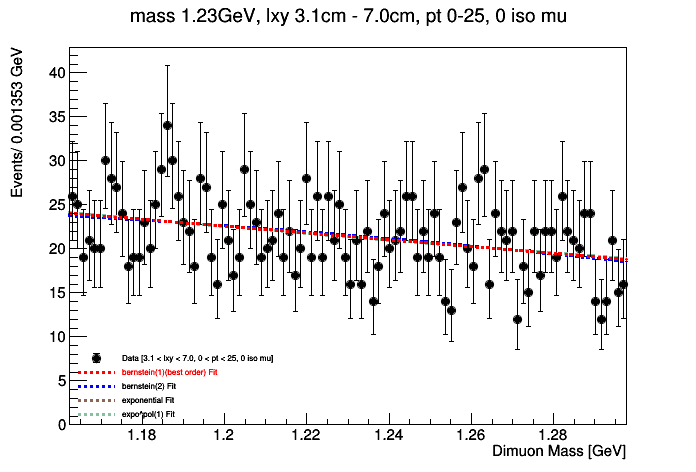 mass 1.23GeV, lxy 3.1cm - 7.0cm, pt 0-25, 0 iso mu
Events/ 0.001353 GeV
40
35
30
25
20
15
10
5
0
Data [3.1 < lxy < 7.0, 0 < pt < 25, 0 iso mu]
bernstein(1)(best order) Fit
bernstein(2) Fit
exponential Fit
expo*pol(1) Fit
1.18 1.2 1.22 1.24 1.26 1.28
Dimuon Mass [GeV]